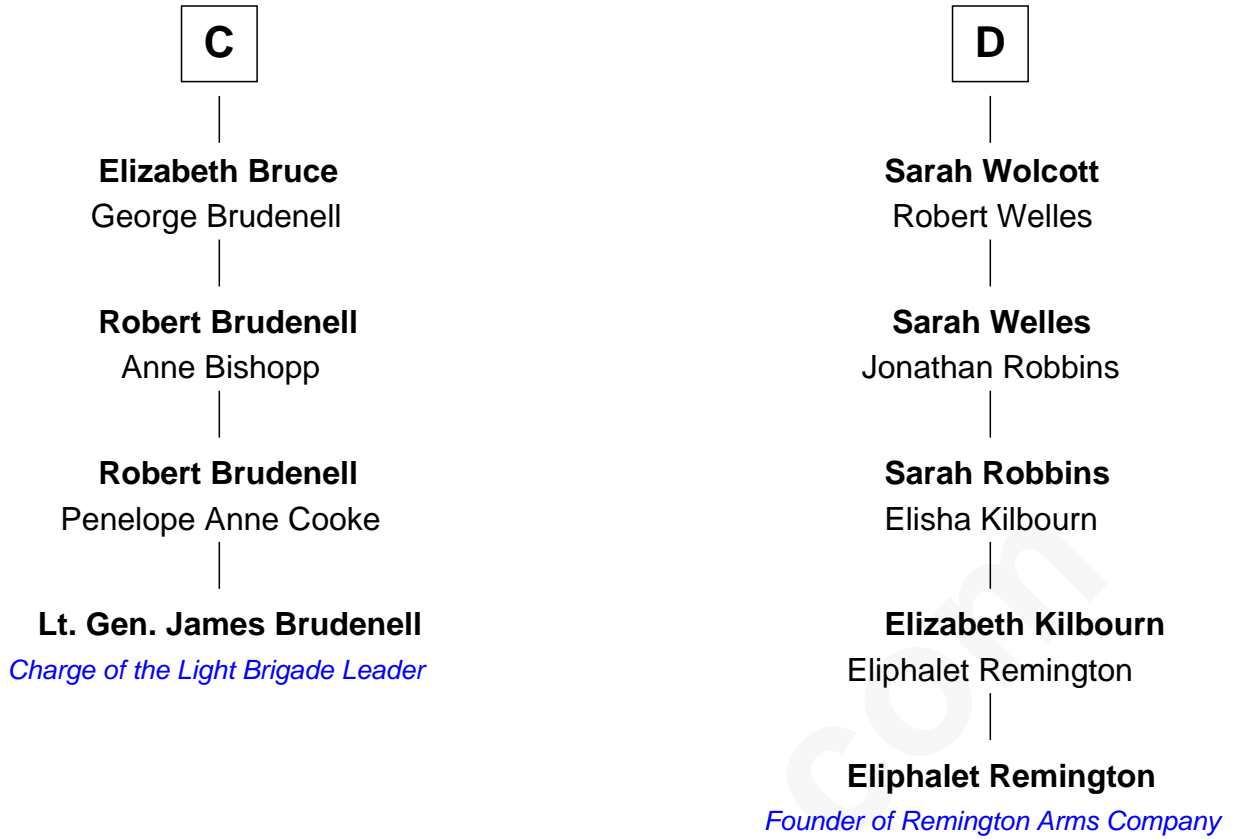 C
Elizabeth Bruce
George Brudenell
Robert Brudenell
Anne Bishopp
Robert Brudenell
Penelope Anne Cooke
Lt. Gen. James Brudenell
Charge of the Light Brigade Leader
D
Sarah Wolcott
Robert Welles
Sarah Welles
Jonathan Robbins
Sarah Robbins
Elisha Kilbourn
Elizabeth Kilbourn
Eliphalet Remington
Eliphalet Remington
Founder of Remington Arms Company
com